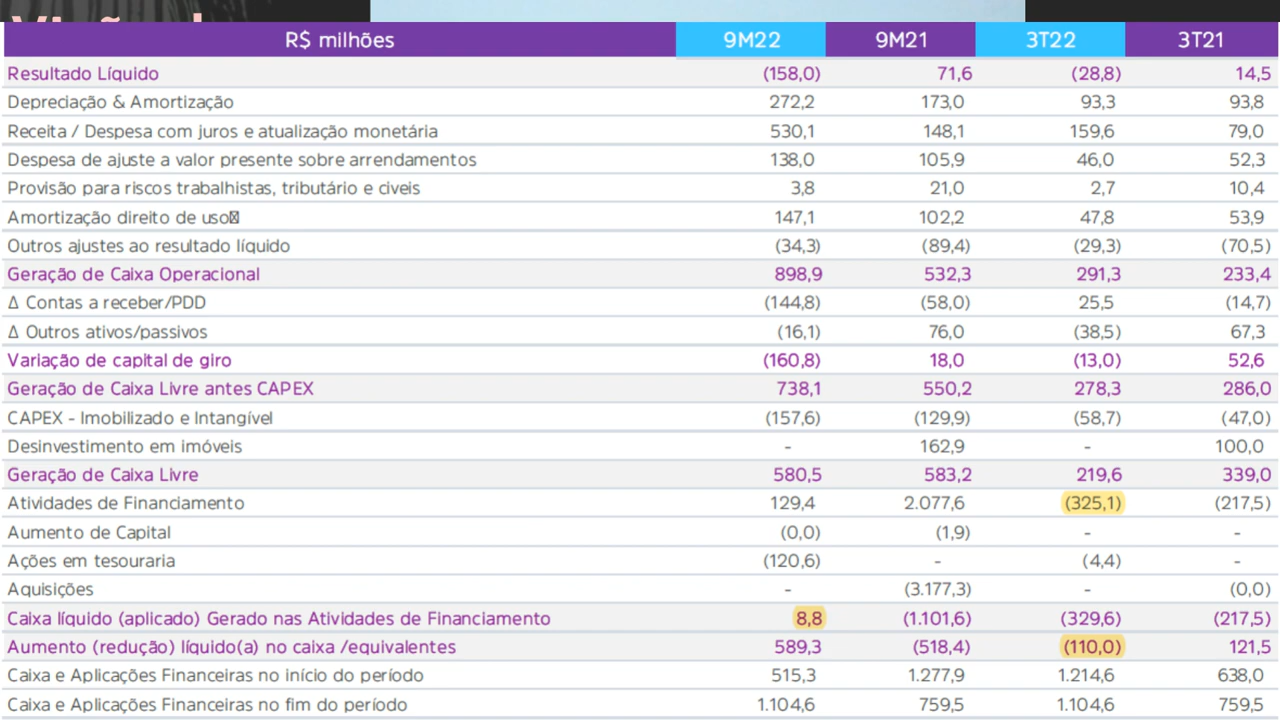 R$ milhões 9M22 9M21 3T22 3T21
Resultado Líquido (158,0) 71,6 (28,8) 14,5
Depreciação & Amortização 272,2 173,0 93,3 93,8
Receita / Despesa com juros e atualização monetária 530,1 148,1 159,6 79,0
Despesa de ajuste a valor presente sobre arrendamentos 138,0 105,9 46,0 52,3
Provisão para riscos trabalhistas, tributário e civeis 3,8 21,0 2,7 10,4
Amortização direito de uso 147,1 102,2 47,8 53,9
Outros ajustes ao resultado líquido (34,3) (89,4) (29,3) (70,5)
Geração de Caixa Operacional 898,9 532,3 291,3 233,4
Δ Contas a receber/PDD (144,8) (58,0) 25,5 (14,7)
Δ Outros ativos/passivos (16,1) 76,0 (38,5) 67,3
Variação de capital de giro (160,8) 18,0 (13,0) 52,6
Geração de Caixa Livre antes CAPEX 738,1 550,2 278,3 286,0
CAPEX - Imobilizado e Intangível (157,6) (129,9) (58,7) (47,0)
Desinvestimento em imóveis - 162,9 - 100,0
Geração de Caixa Livre 580,5 583,2 219,6 339,0
Atividades de Financiamento 129,4 2.077,6 (325,1) (217,5)
Aumento de Capital (0,0) (1,9) - -
Ações em tesouraria (120,6) - (4,4) -
Aquisições - (3.177,3) - (0,0)
Caixa líquido (aplicado) Gerado nas Atividades de Financiamento 8,8 (1.101,6) (329,6) (217,5)
Aumento (redução) líquido(a) no caixa /equivalentes 589,3 (518,4) (110,0) 121,5
Caixa e Aplicações Financeiras no início do período 515,3 1.277,9 1.214,6 638,0
Caixa e Aplicações Financeiras no fim do período 1.104,6 759,5 1.104,6 759,5